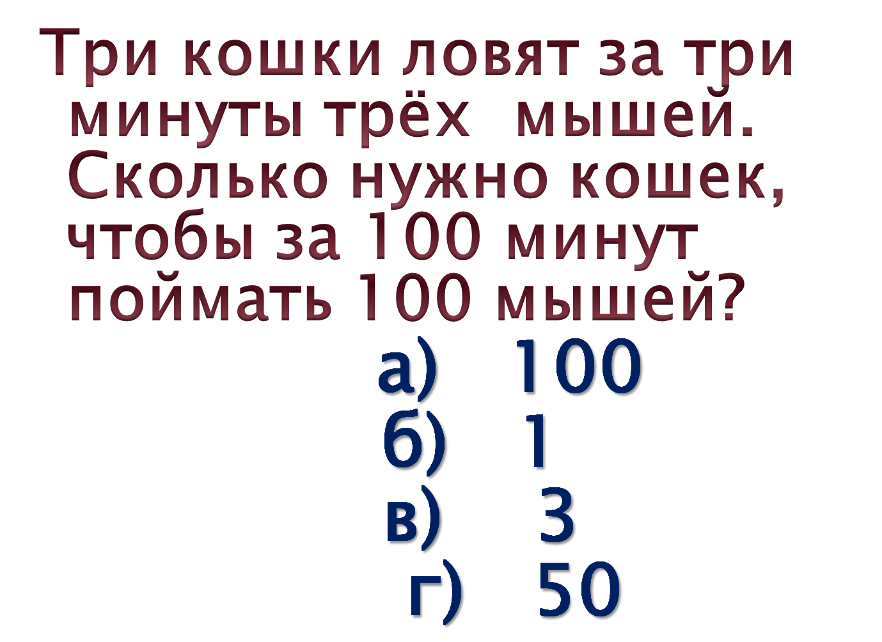 Три кошки ловят за три
минуты трёх мышей.
Сколько нужно кошек,
чтобы за 100 минут
поймать 100 мышей?
а) 100
б) 1
в) 3
г) 50